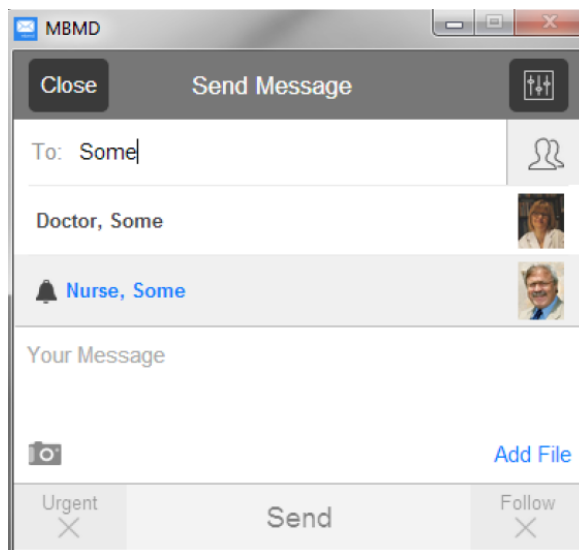 MBMD
Close Send Message
To: Some
Doctor, Some
Nurse, Some
Your Message
Add File
Urgent Send Follow